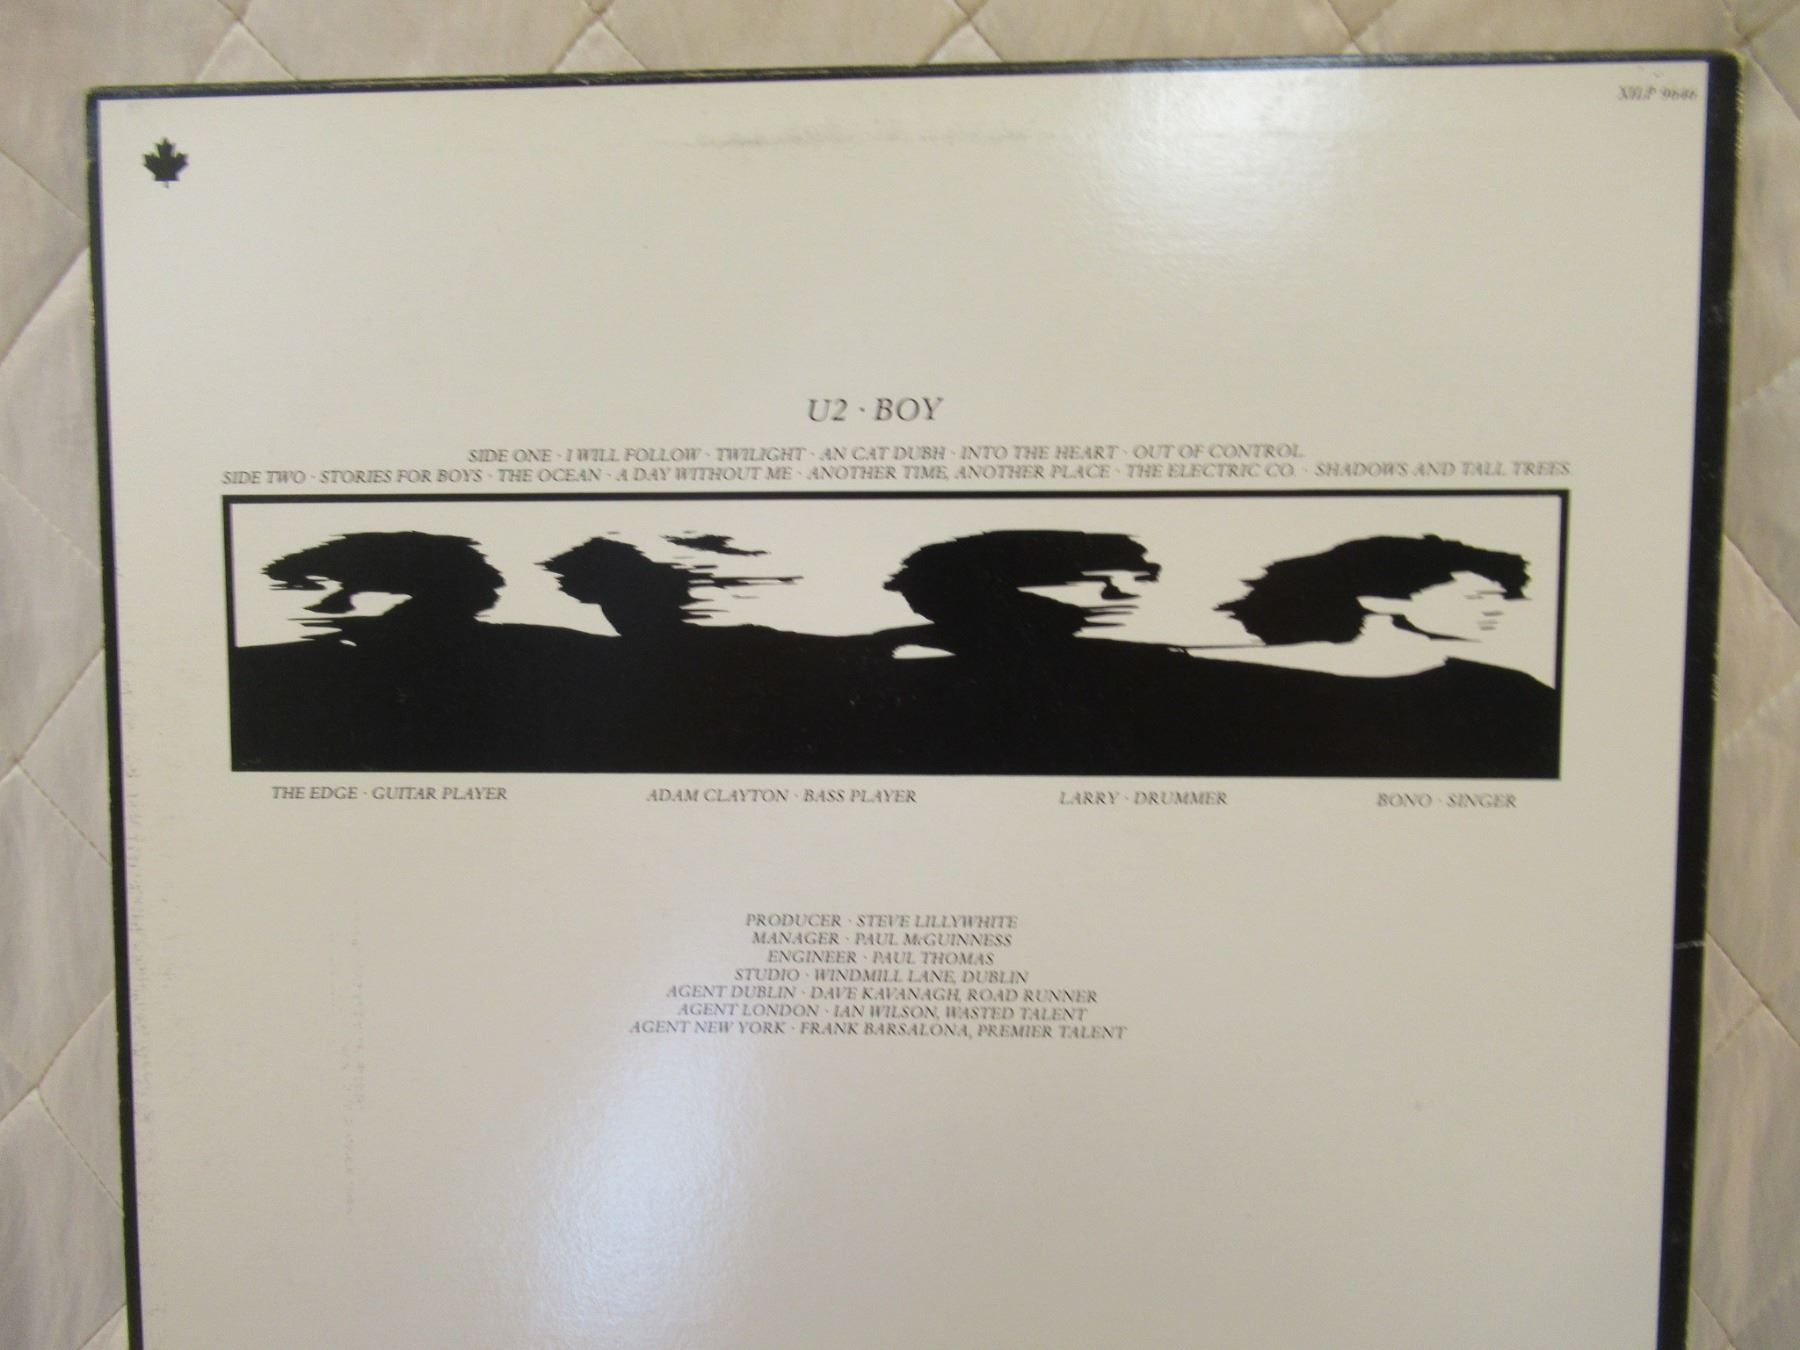 XILP 9646
U2 · BOY
SIDE ONE · I WILL FOLLOW · TWILIGHT · AN CAT DUBH · INTO THE HEART · OUT OF CONTROL
SIDE TWO · STORIES FOR BOYS · THE OCEAN · A DAY WITHOUT ME · ANOTHER TIME, ANOTHER PLACE · THE ELECTRIC CO. · SHADOWS AND TALL TREES
THE EDGE · GUITAR PLAYER
ADAM CLAYTON · BASS PLAYER
LARRY · DRUMMER
BONO · SINGER
PRODUCER · STEVE LILLYWHITE
MANAGER · PAUL McGUINNESS
ENGINEER · PAUL THOMAS
STUDIO · WINDMILL LANE, DUBLIN
AGENT DUBLIN · DAVE KAVANAGH, ROAD RUNNER
AGENT LONDON · IAN WILSON, WASTED TALENT
AGENT NEW YORK · FRANK BARSALONA, PREMIER TALENT